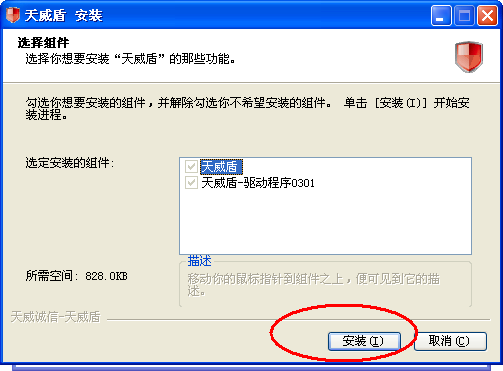 天威盾 安装
选择组件
选择你想要安装“天威盾”的那些功能。
勾选你想要安装的组件，并解除勾选你不希望安装的组件。 单击 [安装(I)] 开始安
装进程。
选定安装的组件:
天威盾
天威盾-驱动程序0301
描述
移动你的鼠标指针到组件之上，便可见到它的描
述。
所需空间: 828.0KB
天威诚信-天威盾
安装(I)
取消(C)